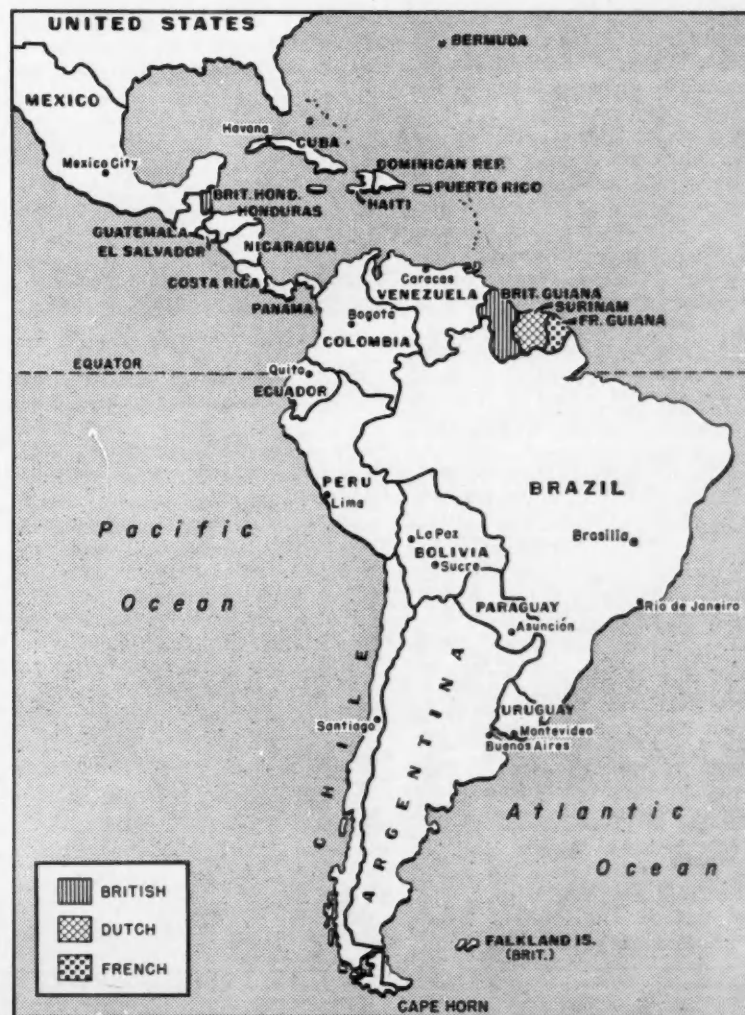 UNITED STATES
BERMUDA
MEXICO
Havana
CUBA
Mexico City
DOMINICAN REP.
PUERTO RICO
HAITI
BRIT. HOND.
HONDURAS
GUATEMALA
EL SALVADOR
NICARAGUA
COSTA RICA
PANAMA
Caracas
VENEZUELA
BRIT. GUIANA
SURINAM
FR. GUIANA
Bogotá
COLOMBIA
EQUATOR
Quito
ECUADOR
PERU
Lima
BRAZIL
Pacific
Ocean
La Paz
BOLIVIA
Sucre
Brasilia
PARAGUAY
Asunción
Rio de Janeiro
CHILE
ARGENTINA
Santiago
URUGUAY
Montevideo
Buenos Aires
Atlantic
Ocean
BRITISH
DUTCH
FRENCH
FALKLAND IS.
(BRIT.)
CAPE HORN